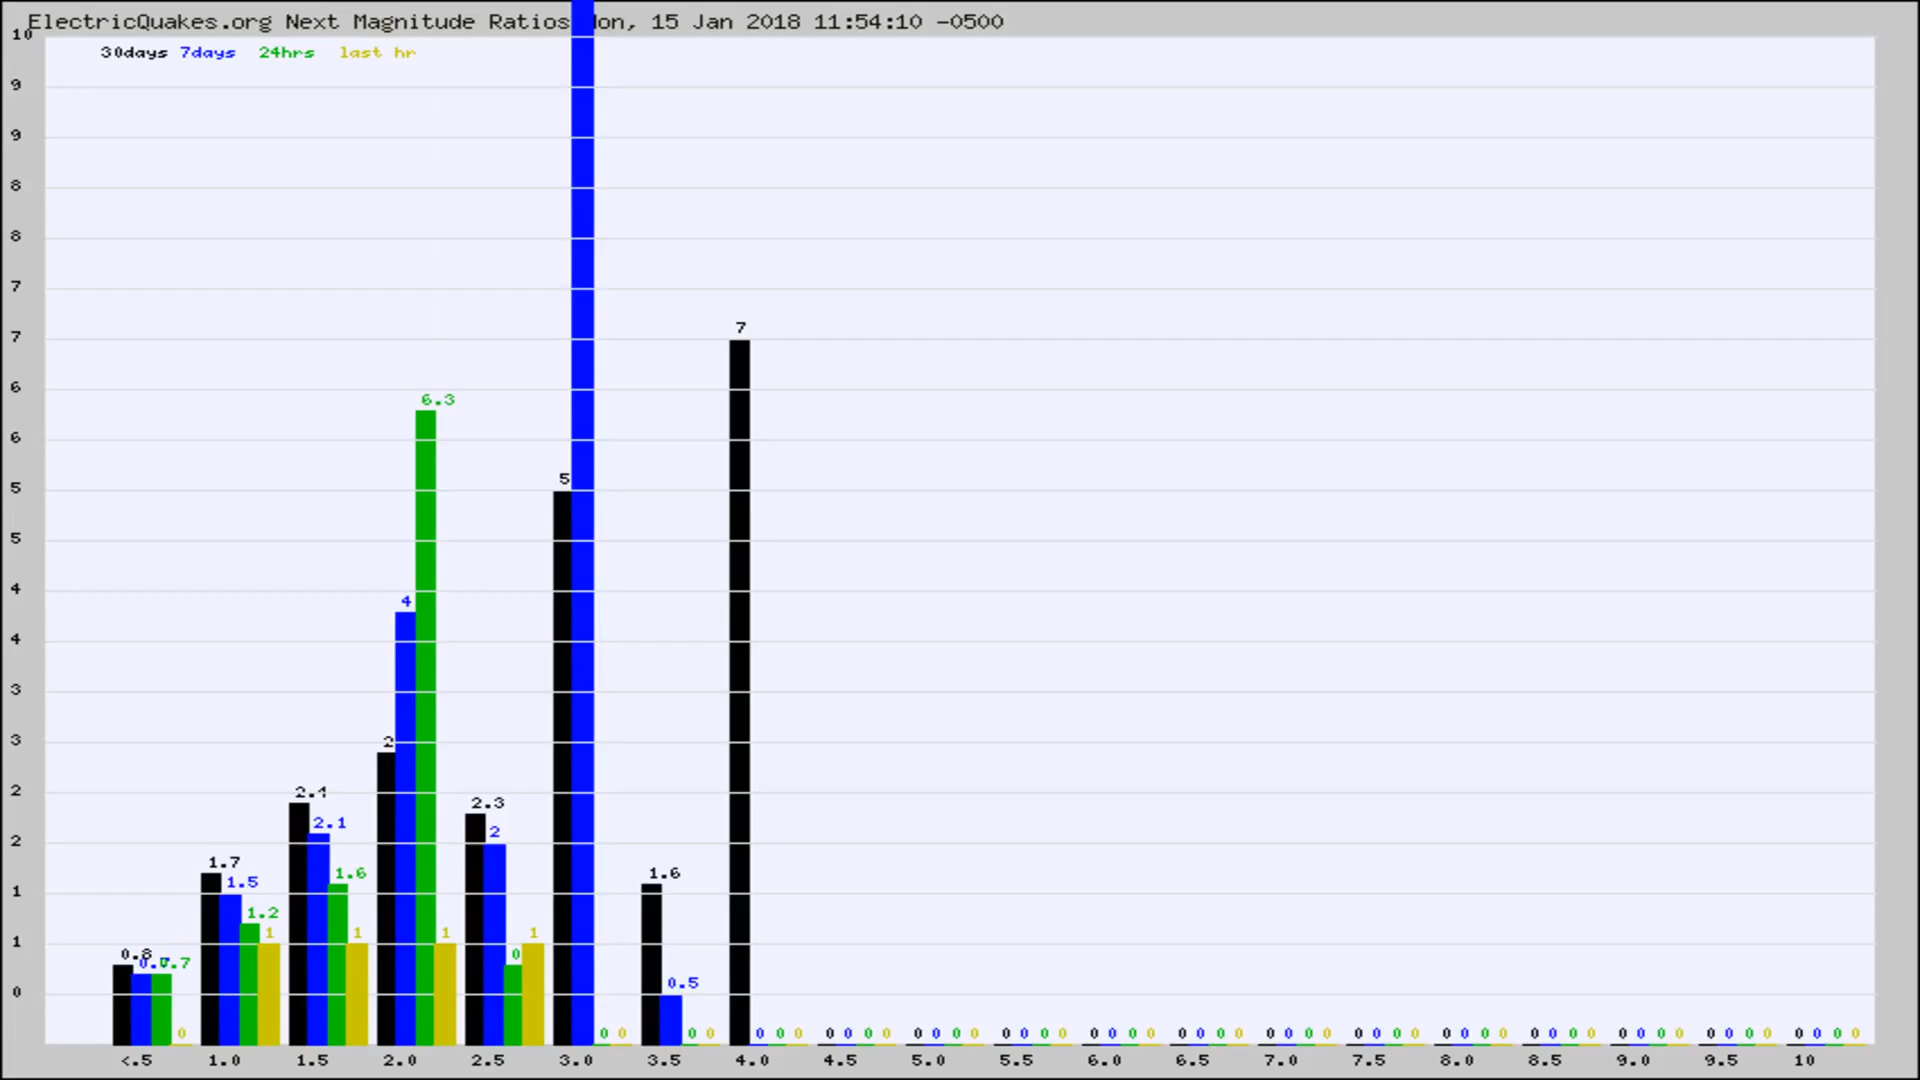 ElectricQuakes.org Next Magnitude Ratios on, 15 Jan 2018 11:54:10 -0500
30days 7days 24hrs last hr
10
9
9
8
8
7
7
6
6
5
5
4
4
3
3
2
2
1
1
0
0.8 0.7 0.7 0
1.7 1.5 1.2 1
2.4 2.1 1.6 1
2 4 6.3 1
2.3 2 0 1
5 0 0
1.6 0.5 0 0
7 0 0 0
0 0 0 0
0 0 0 0
0 0 0 0
0 0 0 0
0 0 0 0
0 0 0 0
0 0 0 0
0 0 0 0
0 0 0 0
0 0 0 0
0 0 0 0
0 0 0 0
<.5 1.0 1.5 2.0 2.5 3.0 3.5 4.0 4.5 5.0 5.5 6.0 6.5 7.0 7.5 8.0 8.5 9.0 9.5 10